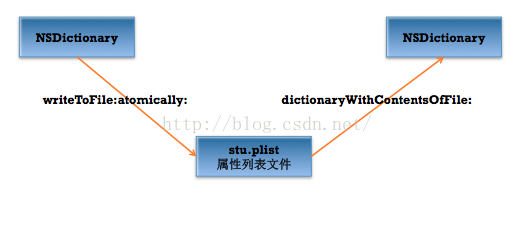 NSDictionary
NSDictionary
writeToFile:atomically:
dictionaryWithContentsOfFile:
http://blog.csdn.net/
stu.plist
属性列表文件